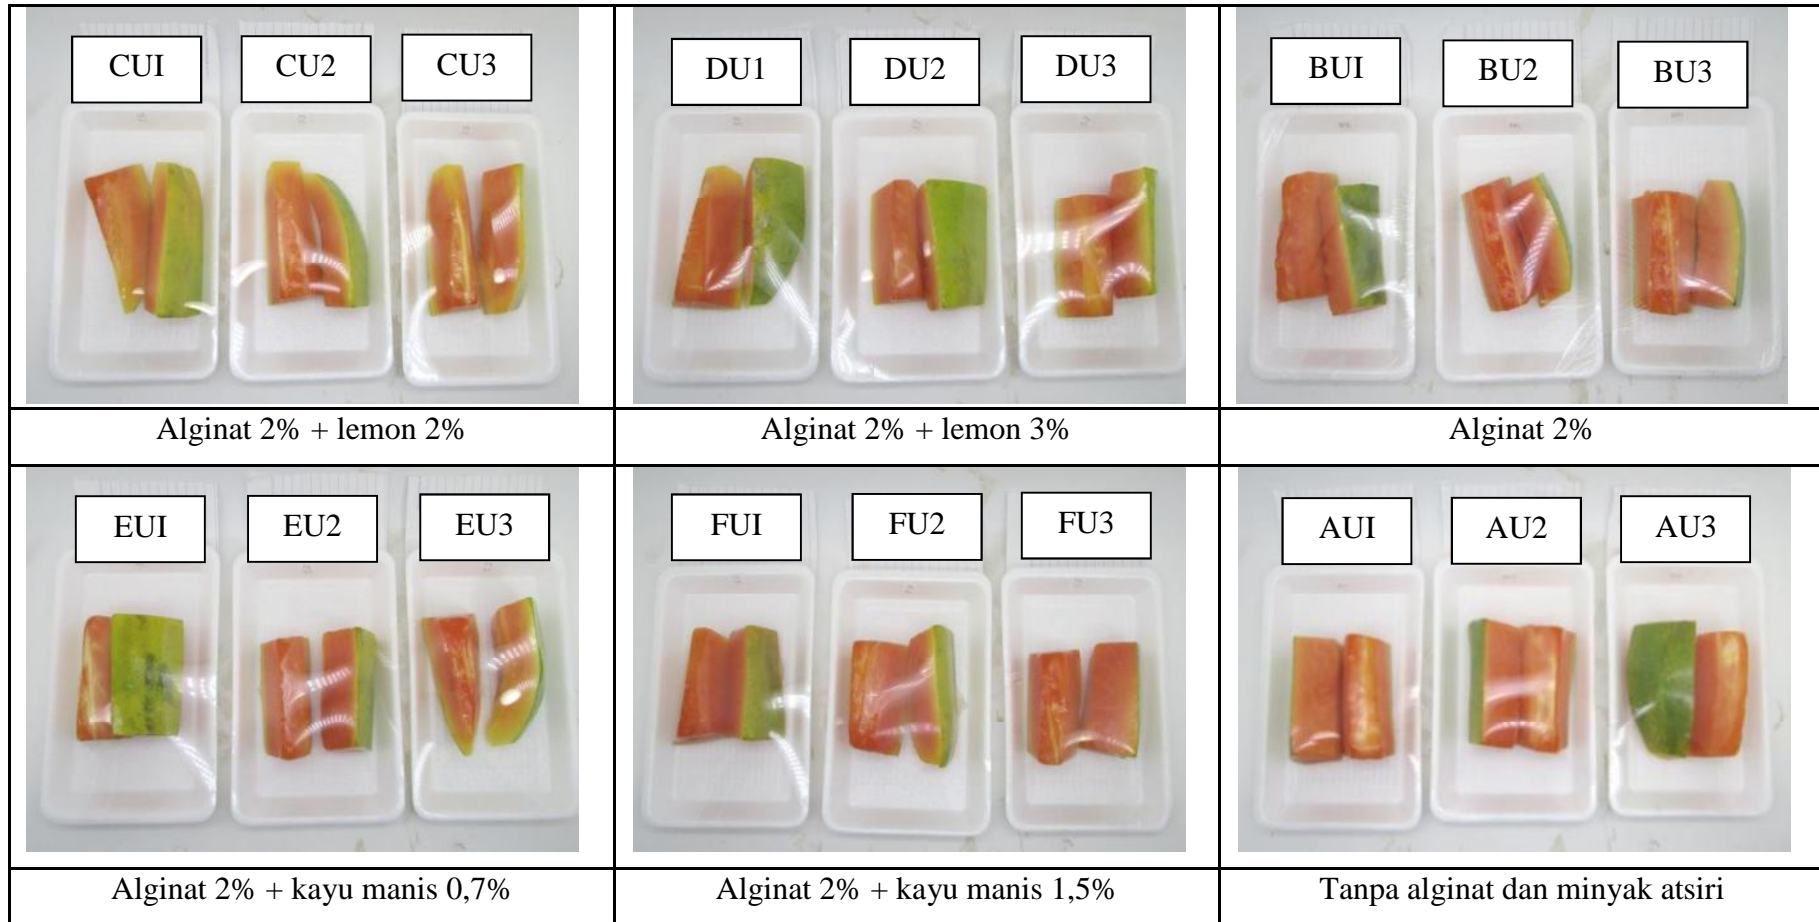 CUI CU2 CU3
DU1 DU2 DU3
BUI BU2 BU3
Alginat 2% + lemon 2%
Alginat 2% + lemon 3%
Alginat 2%
EUI EU2 EU3
FUI FU2 FU3
AUI AU2 AU3
Alginat 2% + kayu manis 0,7%
Alginat 2% + kayu manis 1,5%
Tanpa alginat dan minyak atsiri